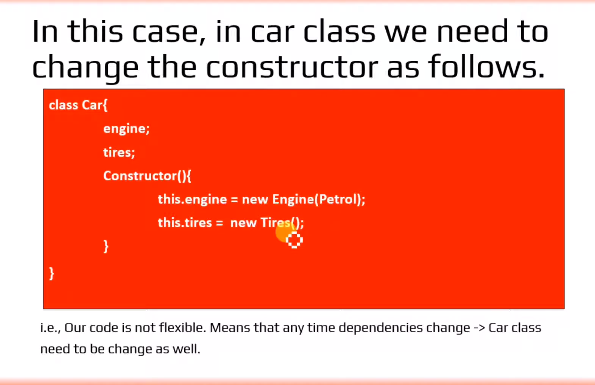 In this case, in car class we need to
change the constructor as follows.
class Car{
engine;
tires;
Constructor(){
this.engine = new Engine(Petrol);
this.tires = new Tires();
}
}
i.e., Our code is not flexible. Means that any time dependencies change -> Car class
need to be change as well.